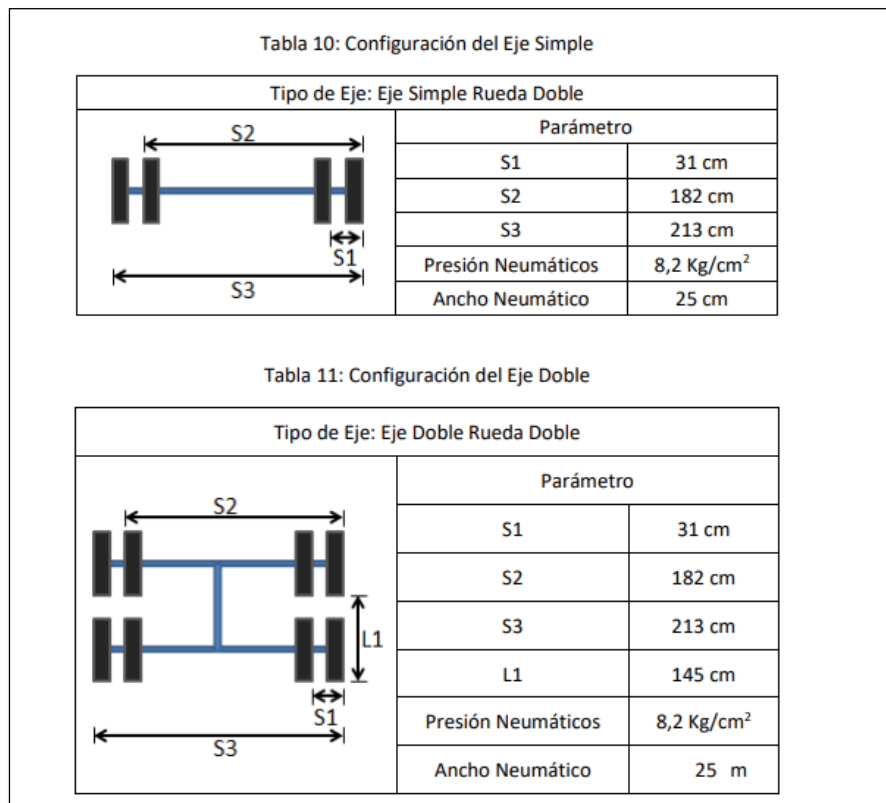 Tabla 10: Configuración del Eje Simple
Tipo de Eje: Eje Simple Rueda Doble
Parámetro
S2
S1 31 cm
S2 182 cm
S3 213 cm
S1
Presión Neumáticos 8,2 Kg/cm²
S3
Ancho Neumático 25 cm
Tabla 11: Configuración del Eje Doble
Tipo de Eje: Eje Doble Rueda Doble
Parámetro
S2
S1 31 cm
S2 182 cm
S3 213 cm
L1
L1 145 cm
S1
Presión Neumáticos 8,2 Kg/cm²
S3
Ancho Neumático 25 m